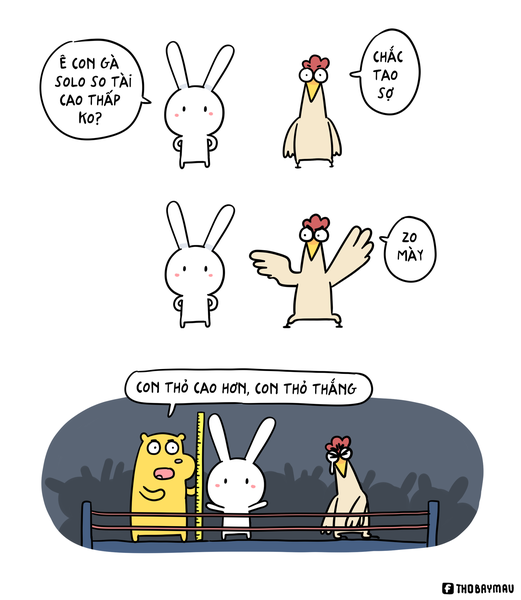 Ê CON GÀ
SOLO SO TÀI
CAO THẤP
KO?
CHẮC
TAO
SỢ
ZO
MÀY
CON THỎ CAO HƠN, CON THỎ THẮNG
THOBAYMAU